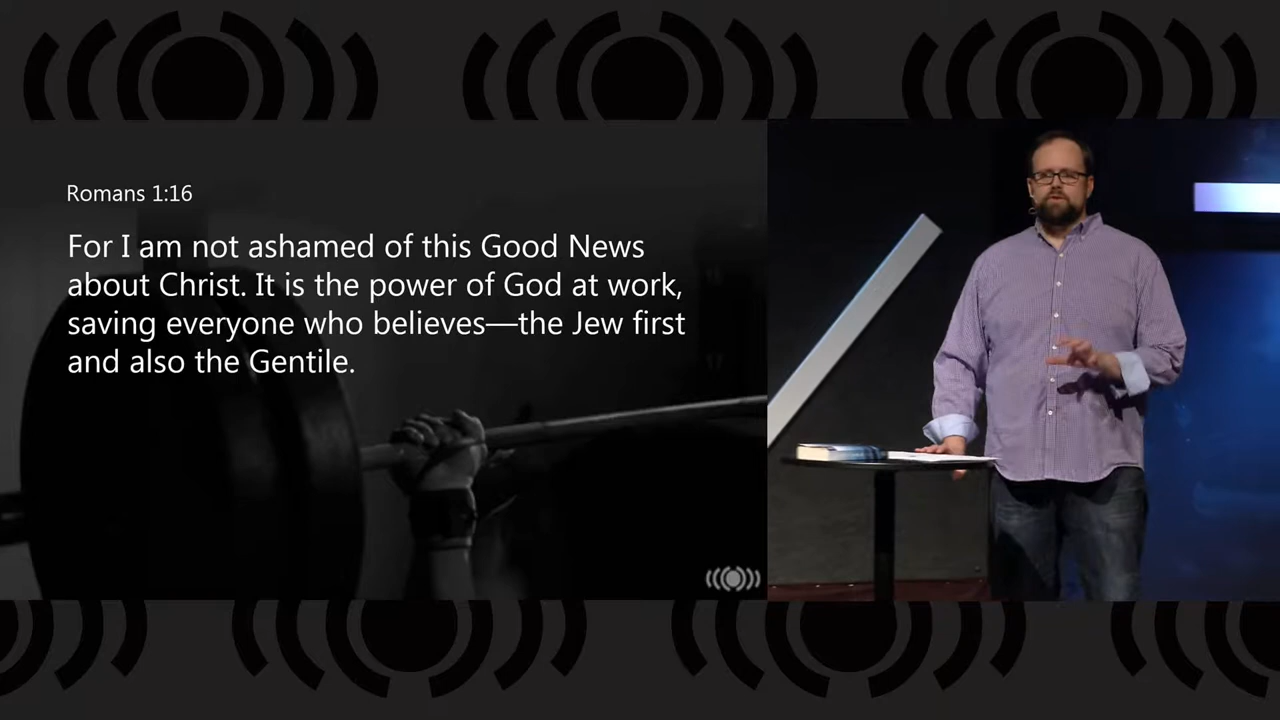 Romans 1:16
For I am not ashamed of this Good News
about Christ. It is the power of God at work,
saving everyone who believes—the Jew first
and also the Gentile.